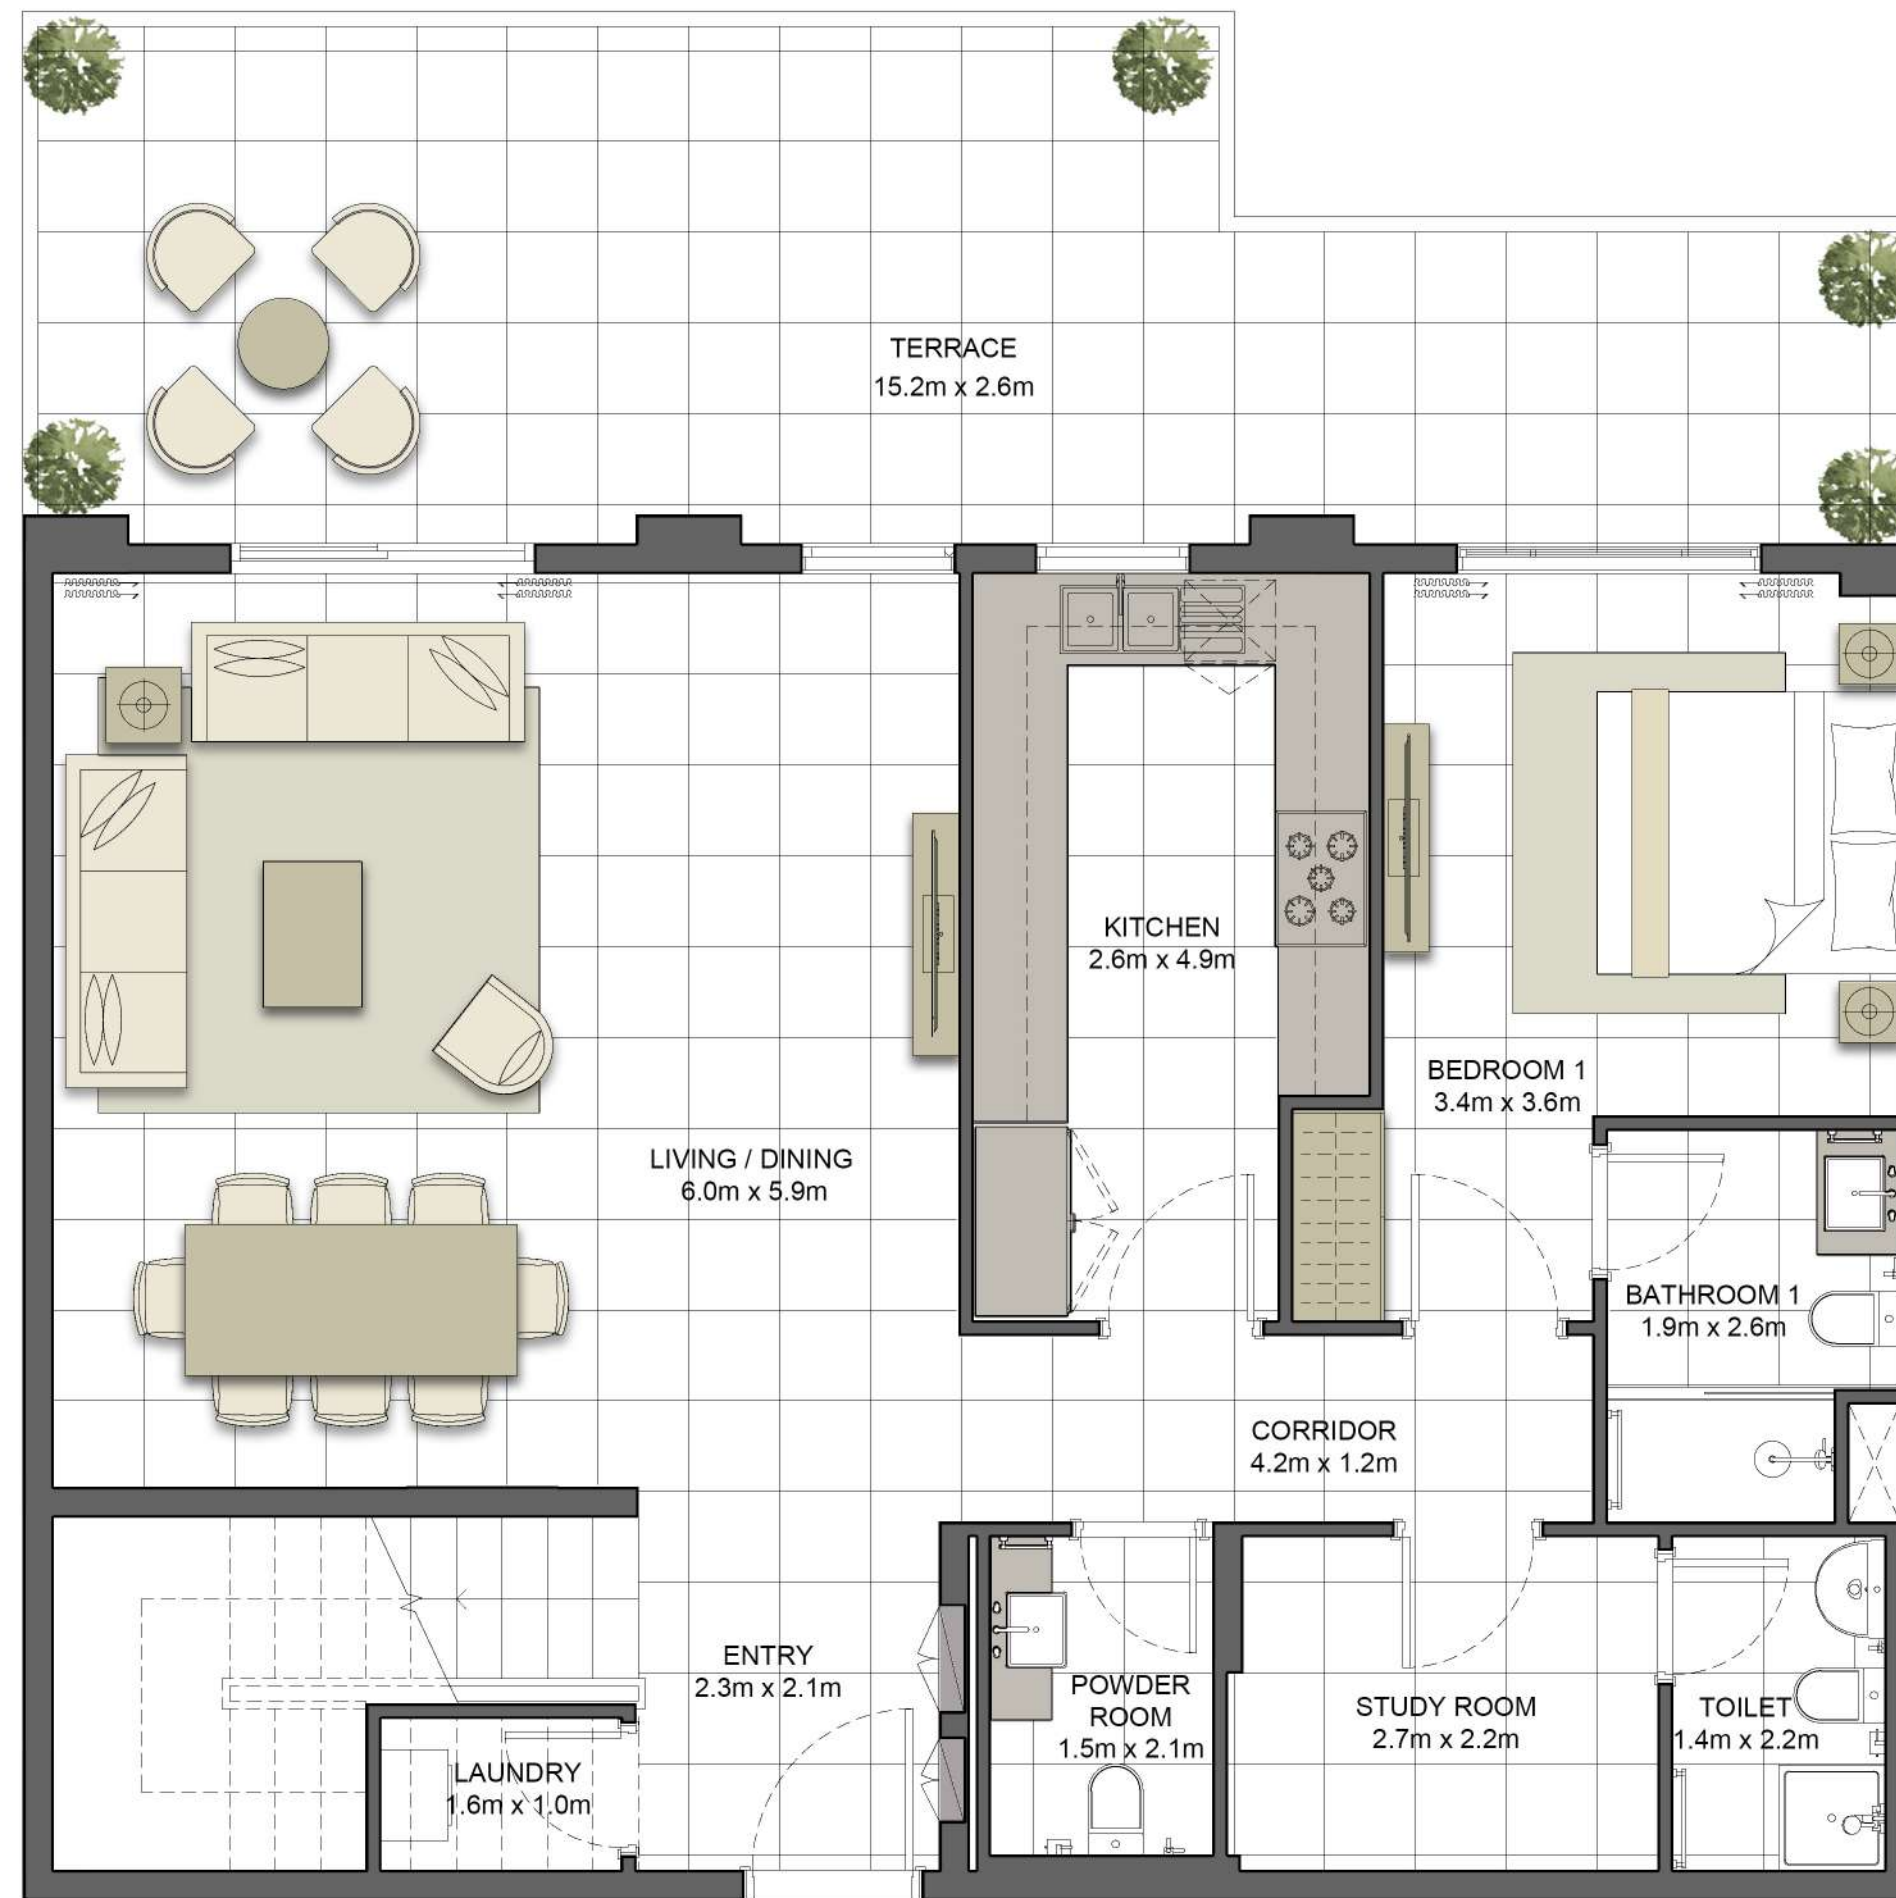 TERRACE
15.2m x 2.6m
KITCHEN
2.6m x 4.9m
BEDROOM 1
3.4m x 3.6m
LIVING / DINING
6.0m x 5.9m
BATHROOM 1
1.9m x 2.6m
CORRIDOR
4.2m x 1.2m
ENTRY
2.3m x 2.1m
POWDER
ROOM
1.5m x 2.1m
STUDY ROOM
2.7m x 2.2m
TOILET
1.4m x 2.2m
LAUNDRY
1.6m x 1.0m